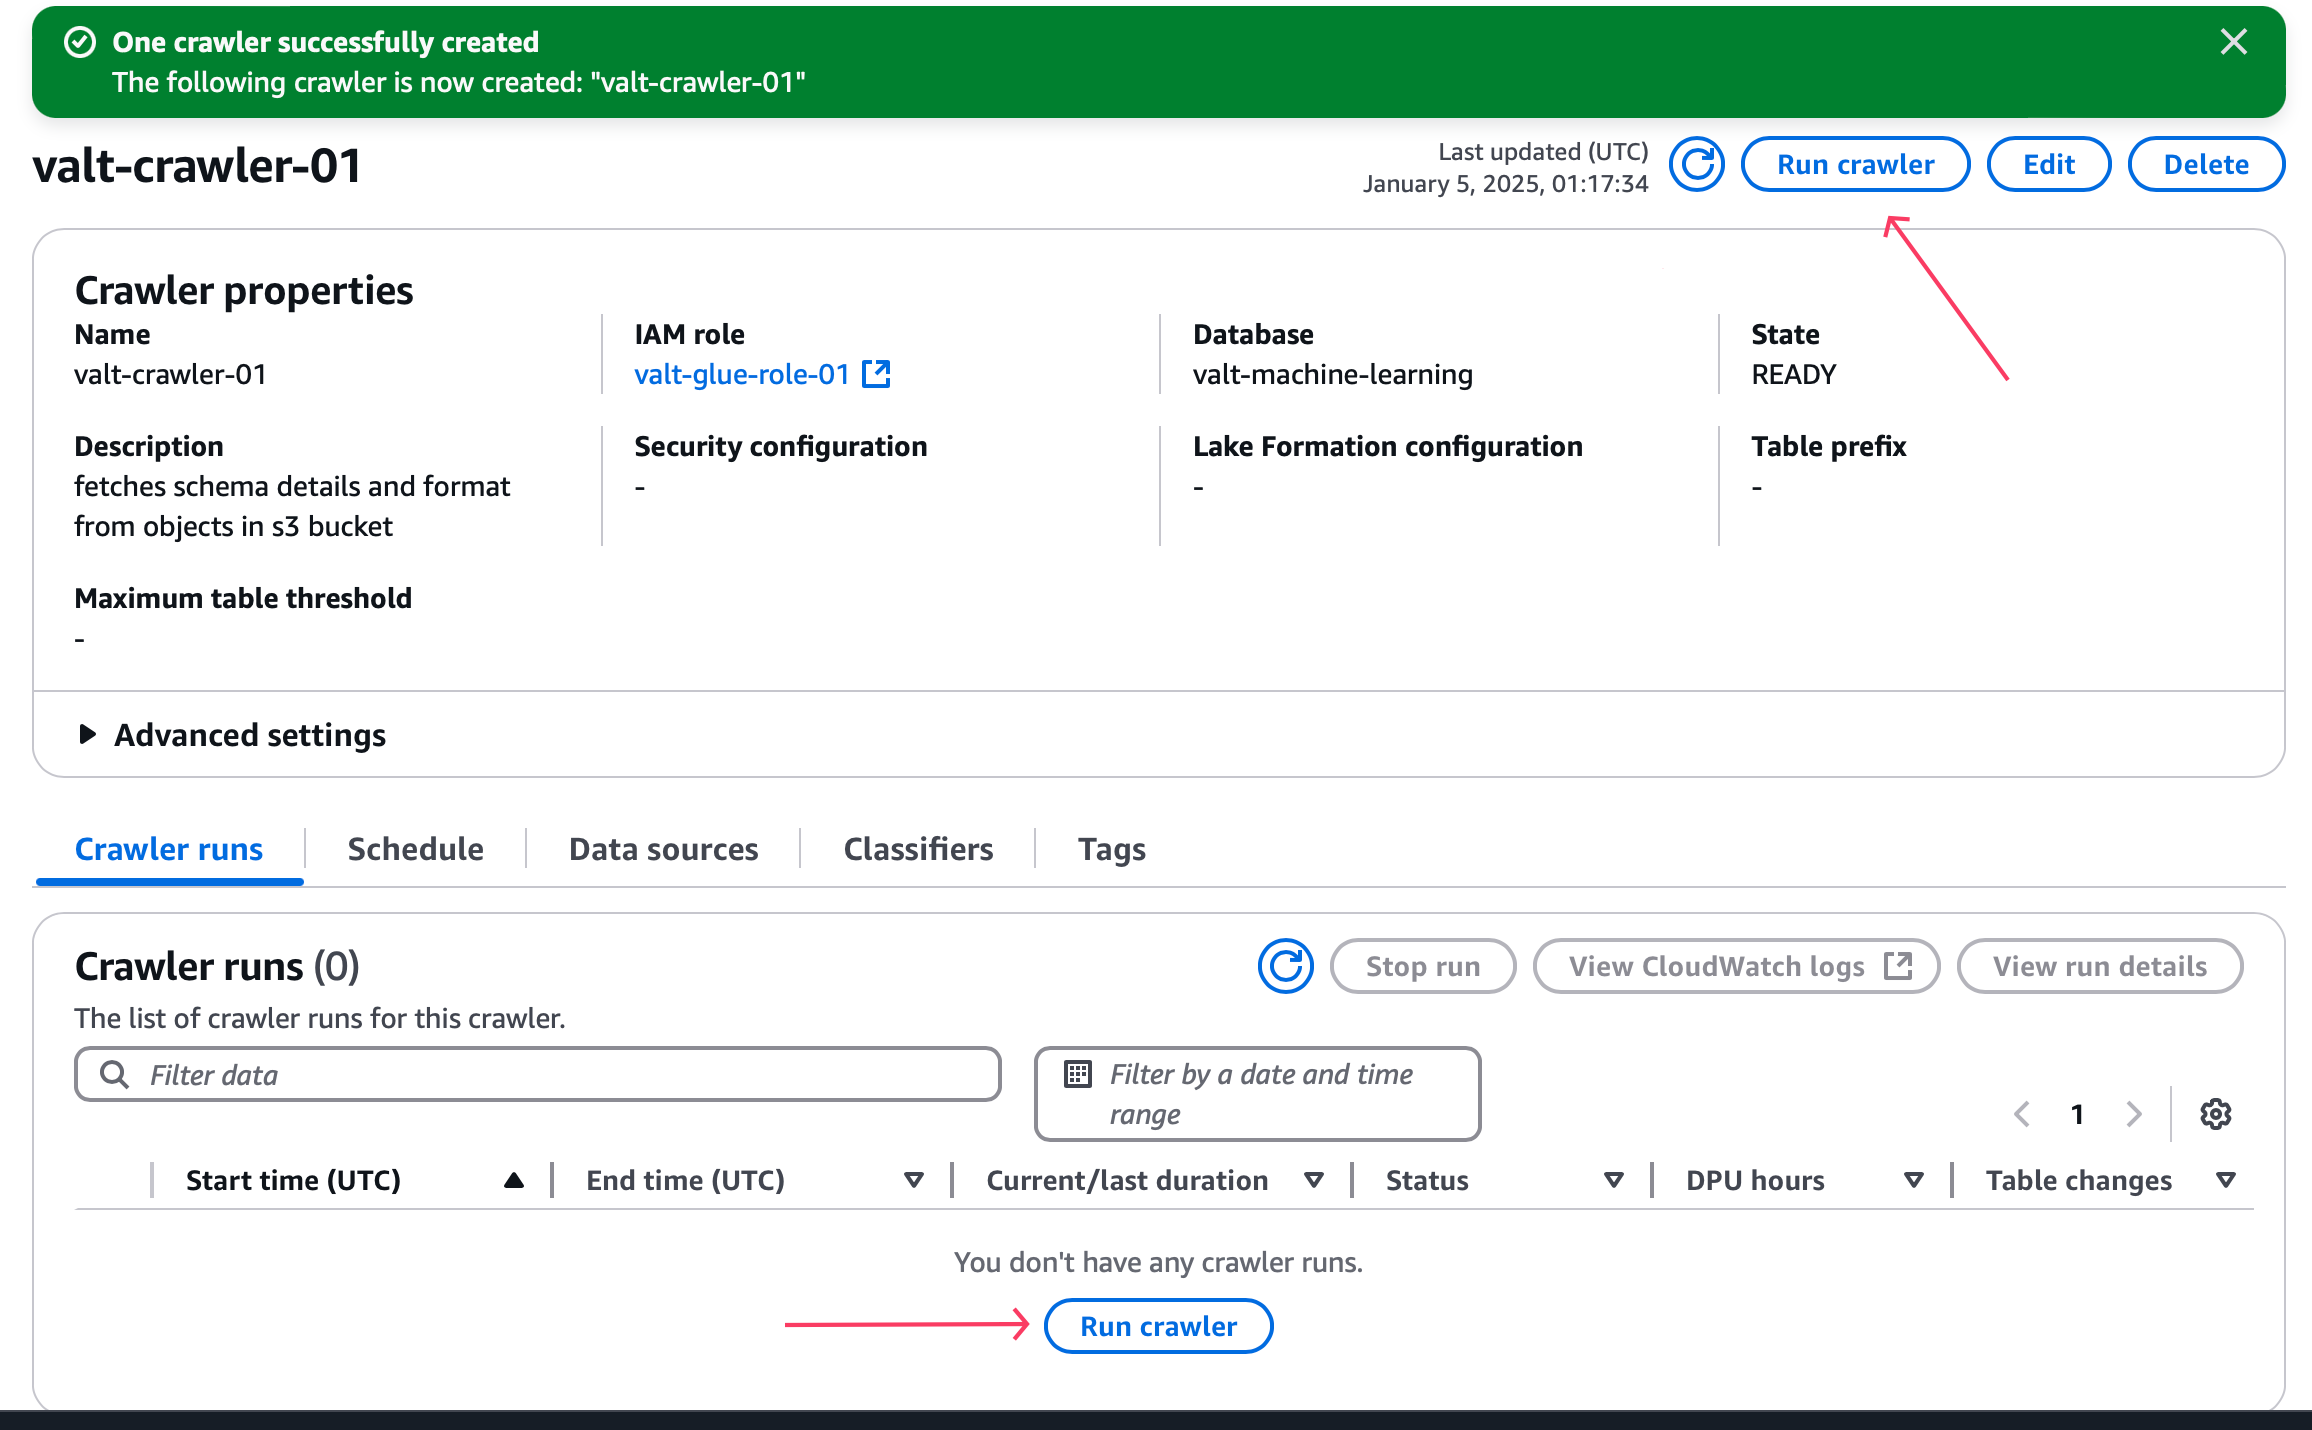 One crawler successfully created
The following crawler is now created: "valt-crawler-01"
valt-crawler-01
Last updated (UTC)
January 5, 2025, 01:17:34
Run crawler
Edit
Delete
Crawler properties
Name
valt-crawler-01
IAM role
valt-glue-role-01
Database
valt-machine-learning
State
READY
Description
fetches schema details and format
from objects in s3 bucket
Security configuration
-
Lake Formation configuration
-
Table prefix
-
Maximum table threshold
-
Advanced settings
Crawler runs
Schedule
Data sources
Classifiers
Tags
Crawler runs (0)
Stop run
View CloudWatch logs
View run details
The list of crawler runs for this crawler.
Filter data
Filter by a date and time
range
1
Start time (UTC)
End time (UTC)
Current/last duration
Status
DPU hours
Table changes
You don't have any crawler runs.
Run crawler